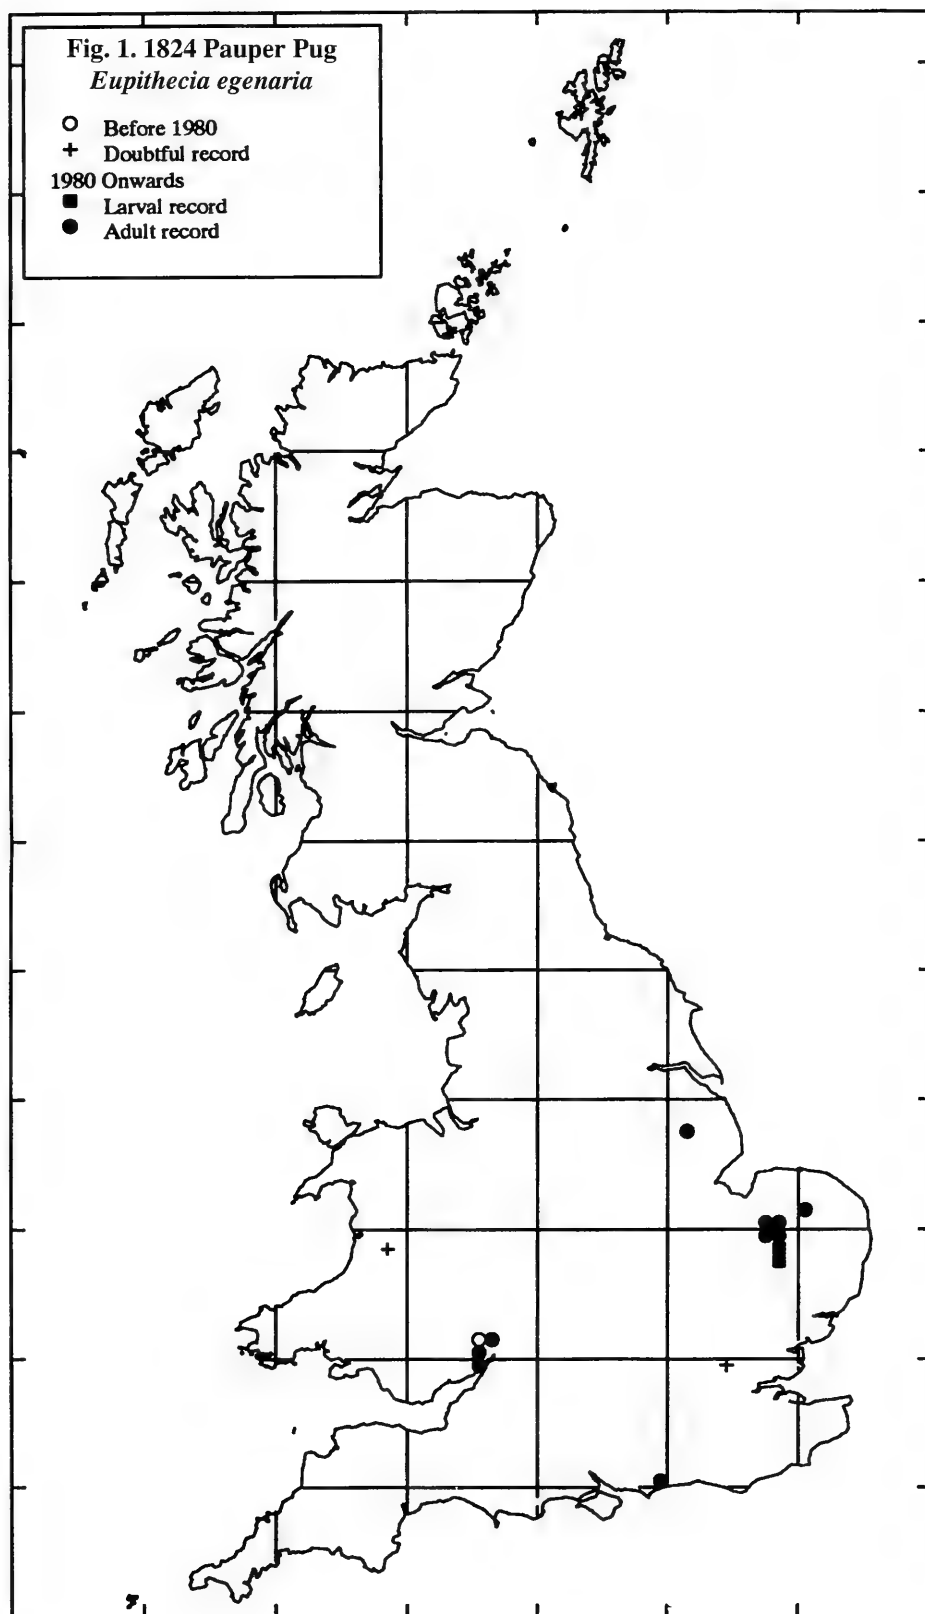 Fig. 1. 1824 Pauper Pug
Eupithecia egenaria
Before 1980
Doubtful record
1980 Onwards
Larval record
Adult record